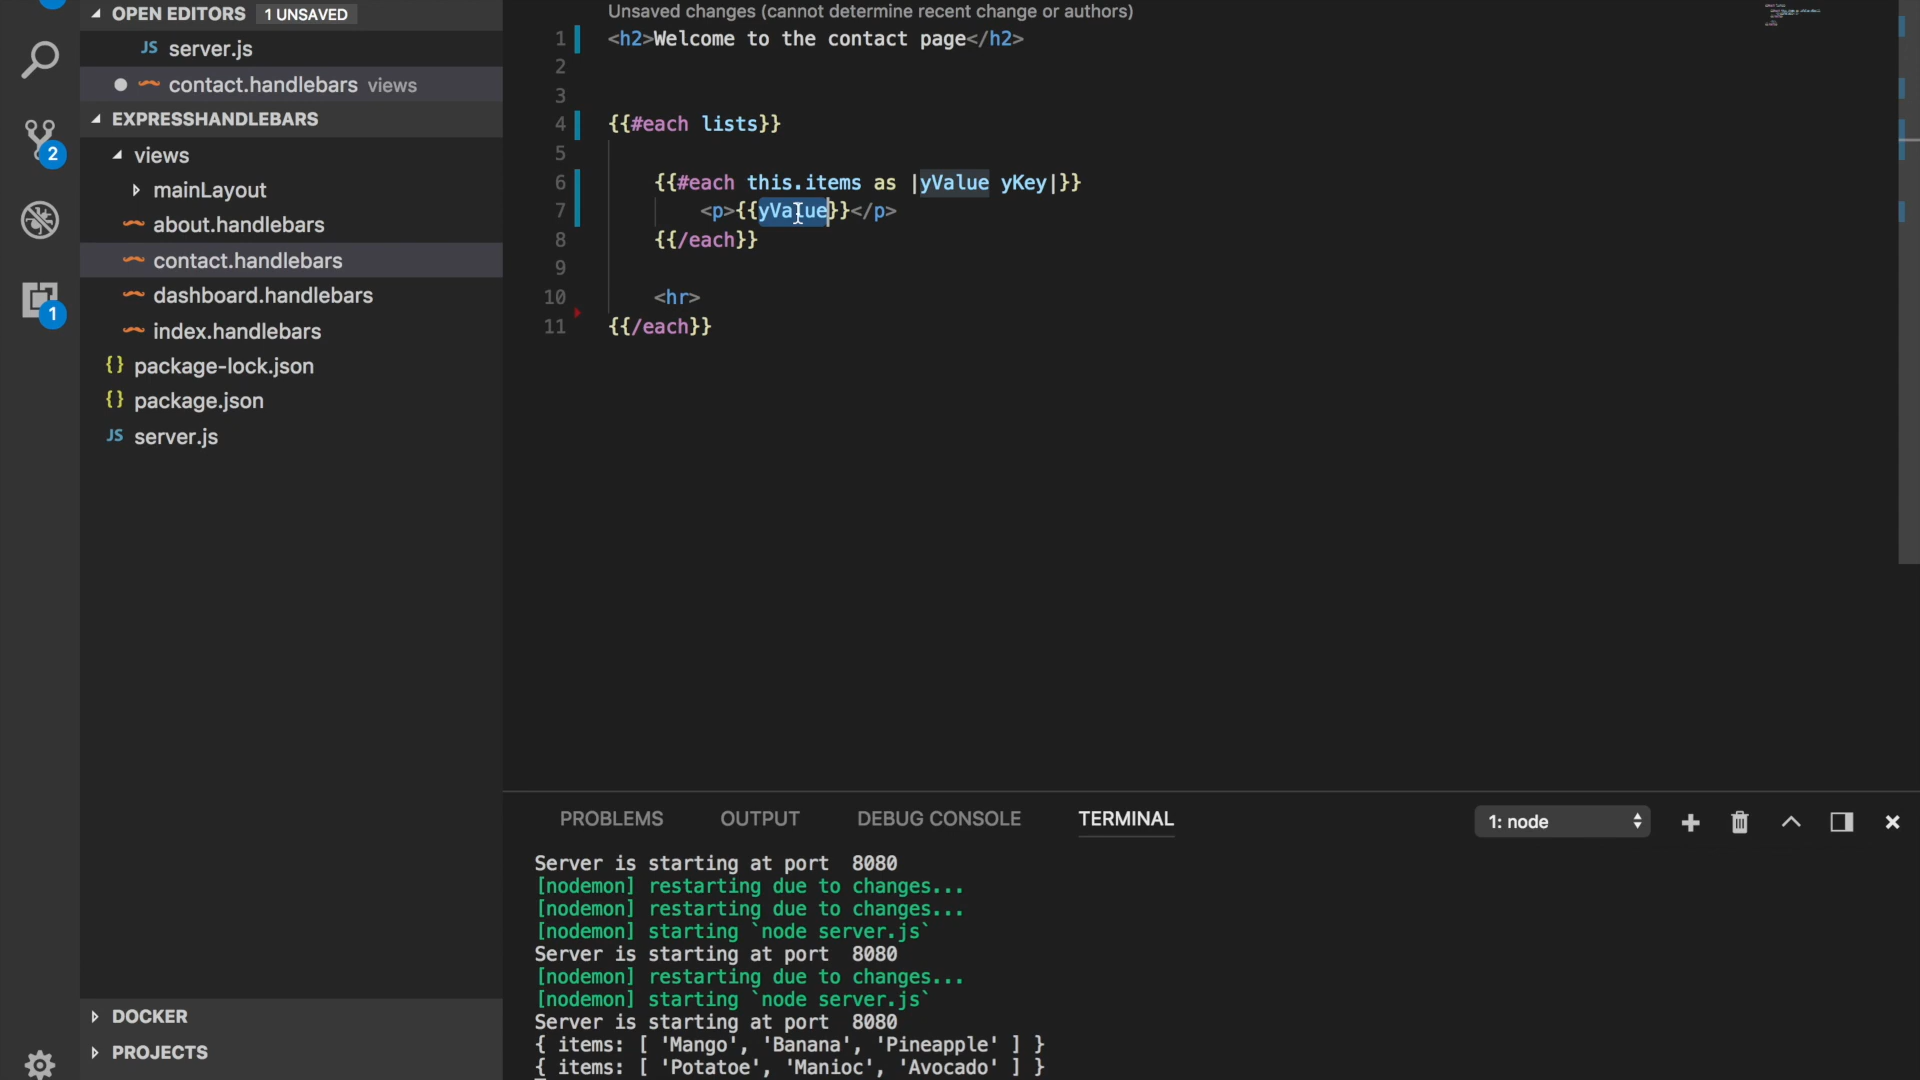 OPEN EDITORS 1 UNSAVED
JS server.js
contact.handlebars views
EXPRESSHANDLEBARS
views
mainLayout
about.handlebars
contact.handlebars
dashboard.handlebars
index.handlebars
{} package-lock.json
{} package.json
JS server.js
DOCKER
PROJECTS
2
1
Unsaved changes (cannot determine recent change or authors)
1 <h2>Welcome to the contact page</h2>
2
3
4 {{#each lists}}
5
6 {{#each this.items as |yValue yKey|}}
7 <p>{{yValue}}</p>
8 {{/each}}
9
10 <hr>
11 {{/each}}
PROBLEMS OUTPUT DEBUG CONSOLE TERMINAL 1: node
Server is starting at port  8080
[nodemon] restarting due to changes...
[nodemon] restarting due to changes...
[nodemon] starting `node server.js`
Server is starting at port  8080
[nodemon] restarting due to changes...
[nodemon] starting `node server.js`
Server is starting at port  8080
{ items: [ 'Mango', 'Banana', 'Pineapple' ] }
{ items: [ 'Potatoe', 'Manioc', 'Avocado' ] }